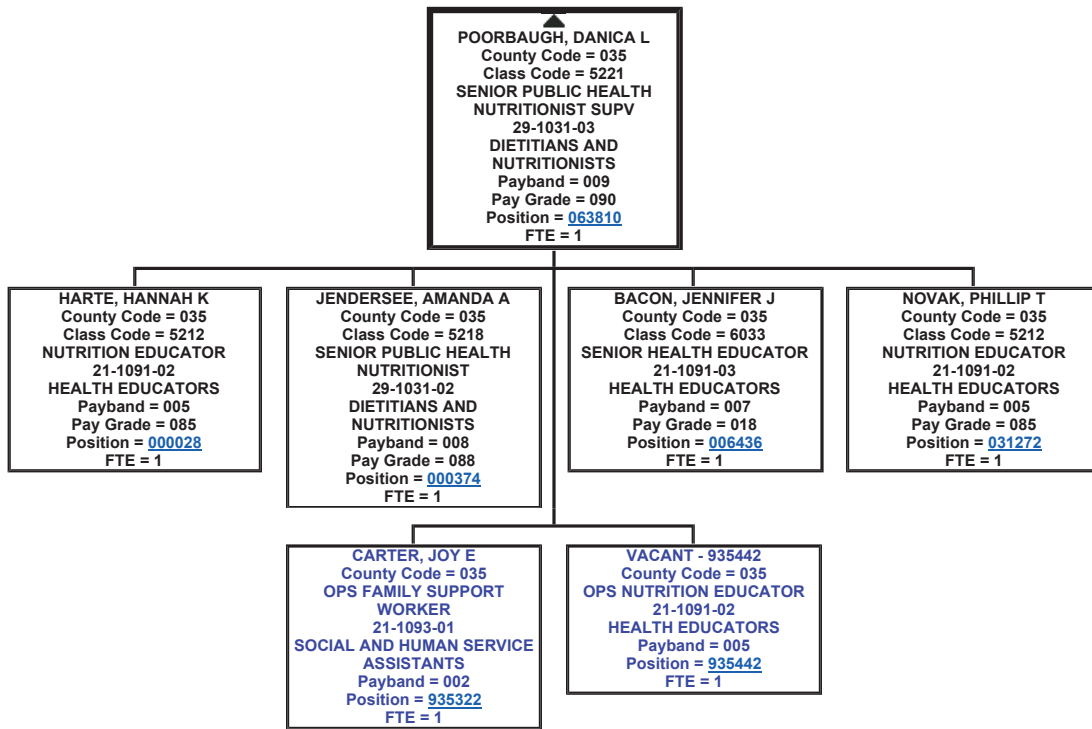 POORBAUGH, DANICA L
County Code = 035
Class Code = 5221
SENIOR PUBLIC HEALTH
NUTRITIONIST SUPV
29-1031-03
DIETITIANS AND
NUTRITIONISTS
Payband = 009
Pay Grade = 090
Position = 063810
FTE = 1
HARTE, HANNAH K
County Code = 035
Class Code = 5212
NUTRITION EDUCATOR
21-1091-02
HEALTH EDUCATORS
Payband = 005
Pay Grade = 085
Position = 000028
FTE = 1
JENDERSEE, AMANDA A
County Code = 035
Class Code = 5218
SENIOR PUBLIC HEALTH
NUTRITIONIST
29-1031-02
DIETITIANS AND
NUTRITIONISTS
Payband = 008
Pay Grade = 088
Position = 000374
FTE = 1
BACON, JENNIFER J
County Code = 035
Class Code = 6033
SENIOR HEALTH EDUCATOR
21-1091-03
HEALTH EDUCATORS
Payband = 007
Pay Grade = 018
Position = 006436
FTE = 1
NOVAK, PHILLIP T
County Code = 035
Class Code = 5212
NUTRITION EDUCATOR
21-1091-02
HEALTH EDUCATORS
Payband = 005
Pay Grade = 085
Position = 031272
FTE = 1
CARTER, JOY E
County Code = 035
OPS FAMILY SUPPORT
WORKER
21-1093-01
SOCIAL AND HUMAN SERVICE
ASSISTANTS
Payband = 002
Position = 935322
FTE = 1
VACANT - 935442
County Code = 035
OPS NUTRITION EDUCATOR
21-1091-02
HEALTH EDUCATORS
Payband = 005
Position = 935442
FTE = 1